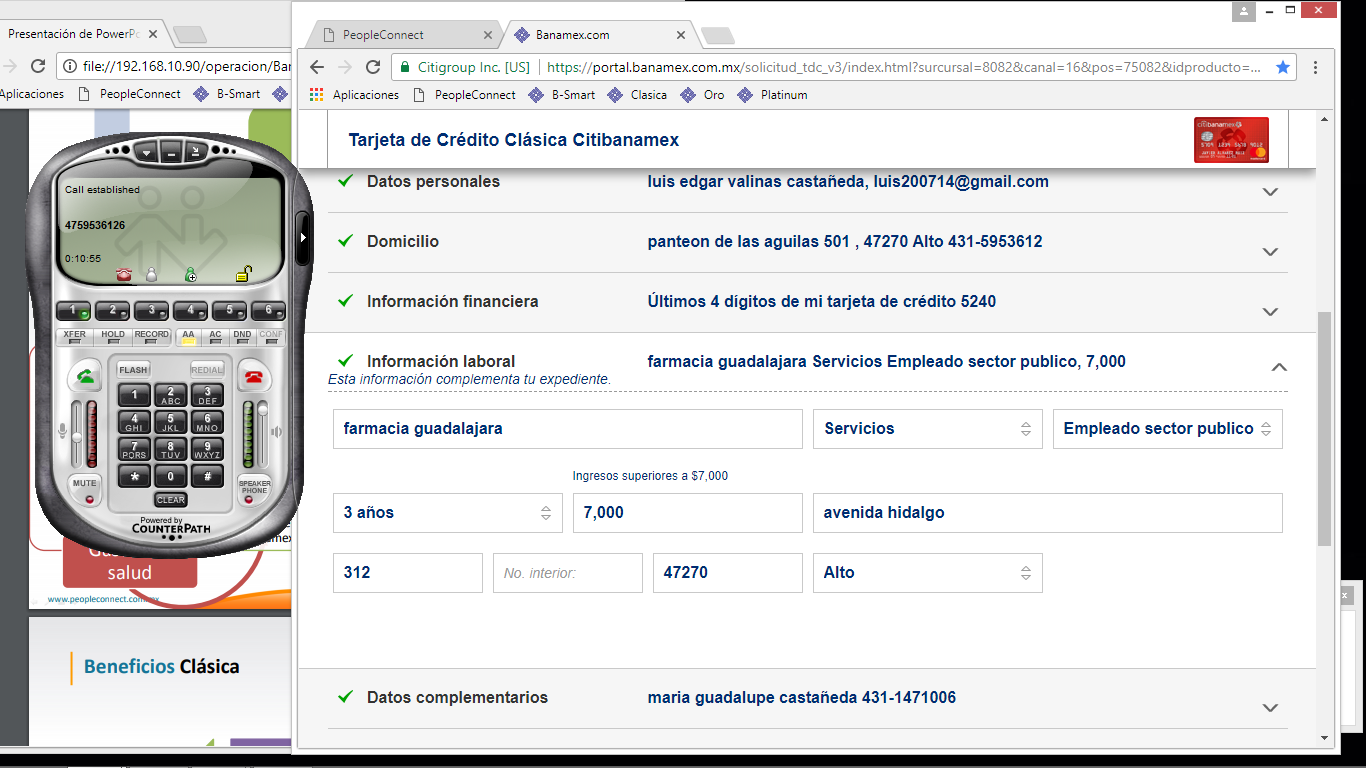 Presentación de PowerP
file://192.168.10.90/operacion/Ban
Aplicaciones PeopleConnect B-Smart
Call established
4759536126
0:10:55
1 2 3 4 5 6
XFER HOLD RECORD AA AC DND CONF
FLASH REDIAL
1 2 ABC 3 DEF
4 GHI 5 JKL 6 MNO
7 PQRS 8 TUV 9 WXYZ
* 0 #
MUTE CLEAR SPEAKER PHONE
Powered by
COUNTERPATH
salud
www.peopleconnect.com.mx
Beneficios Clásica
PeopleConnect Banamex.com
Citigroup Inc. [US] https://portal.banamex.com.mx/solicitud_tdc_v3/index.html?surcursal=8082&canal=16&pos=75082&idproducto=...
Aplicaciones PeopleConnect B-Smart Clasica Oro Platinum
Tarjeta de Crédito Clásica Citibanamex
citibanamex
Datos personales luis edgar valinas castañeda, luis200714@gmail.com
Domicilio panteon de las aguilas 501 , 47270 Alto 431-5953612
Información financiera Últimos 4 dígitos de mi tarjeta de crédito 5240
Información laboral farmacia guadalajara Servicios Empleado sector publico, 7,000
Esta información complementa tu expediente.
farmacia guadalajara Servicios Empleado sector publico
Ingresos superiores a $7,000
3 años 7,000 avenida hidalgo
312 No. interior: 47270 Alto
Datos complementarios maria guadalupe castañeda 431-1471006